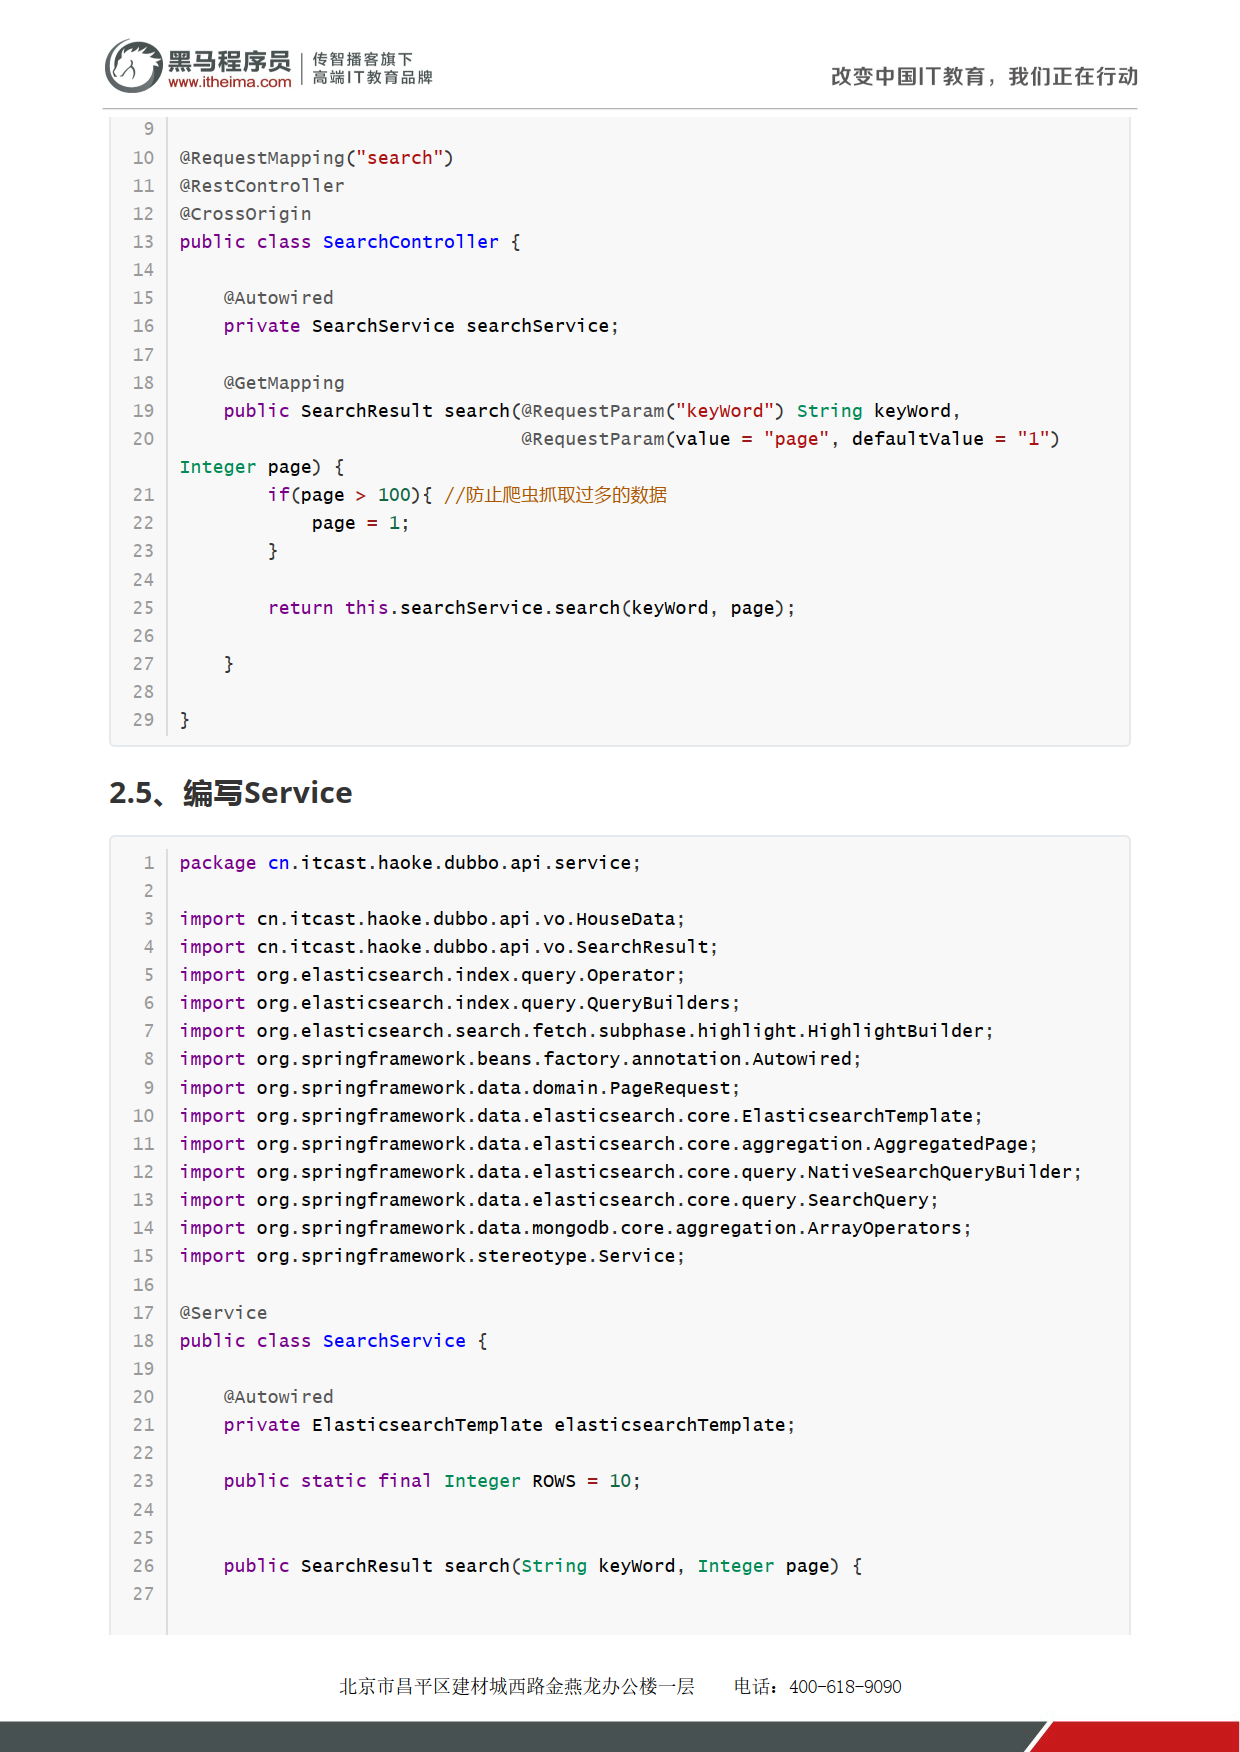 黑马程序员
www.itheima.com
传智播客旗下
高端IT教育品牌
改变中国IT教育，我们正在行动
9
10 @RequestMapping("search")
11 @RestController
12 @CrossOrigin
13 public class SearchController {
14
15     @Autowired
16     private SearchService searchService;
17
18     @GetMapping
19     public SearchResult search(@RequestParam("keyWord") String keyWord,
20                                @RequestParam(value = "page", defaultValue = "1")
Integer page) {
21         if(page > 100){ //防止爬虫抓取过多的数据
22             page = 1;
23         }
24
25         return this.searchService.search(keyWord, page);
26
27     }
28
29 }
2.5、编写Service
1 package cn.itcast.haoke.dubbo.api.service;
2
3 import cn.itcast.haoke.dubbo.api.vo.HouseData;
4 import cn.itcast.haoke.dubbo.api.vo.SearchResult;
5 import org.elasticsearch.index.query.Operator;
6 import org.elasticsearch.index.query.QueryBuilders;
7 import org.elasticsearch.search.fetch.subphase.highlight.HighlightBuilder;
8 import org.springframework.beans.factory.annotation.Autowired;
9 import org.springframework.data.domain.PageRequest;
10 import org.springframework.data.elasticsearch.core.ElasticsearchTemplate;
11 import org.springframework.data.elasticsearch.core.aggregation.AggregatedPage;
12 import org.springframework.data.elasticsearch.core.query.NativeSearchQueryBuilder;
13 import org.springframework.data.elasticsearch.core.query.SearchQuery;
14 import org.springframework.data.mongodb.core.aggregation.ArrayOperators;
15 import org.springframework.stereotype.Service;
16
17 @Service
18 public class SearchService {
19
20     @Autowired
21     private ElasticsearchTemplate elasticsearchTemplate;
22
23     public static final Integer ROWS = 10;
24
25
26     public SearchResult search(String keyWord, Integer page) {
27
北京市昌平区建材城西路金燕龙办公楼一层 电话：400-618-9090